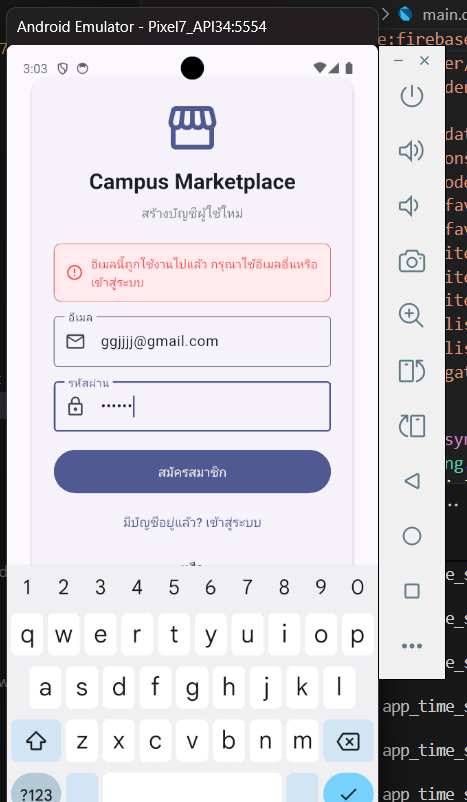 Android Emulator - Pixel7_API34:5554
main.c
3:03
Campus Marketplace
สร้างบัญชีผู้ใช้ใหม่
อีเมลนี้ถูกใช้งานไปแล้ว กรุณาใช้อีเมลอื่นหรือ
เข้าสู่ระบบ
อีเมล
ggjjjj@gmail.com
รหัสผ่าน
••••••
สมัครสมาชิก
มีบัญชีอยู่แล้ว? เข้าสู่ระบบ
1 2 3 4 5 6 7 8 9 0
q w e r t y u i o p
a s d f g h j k l
z x c v b n m
?123
e:firebase
app_time_s
app_time_s
app_time_s